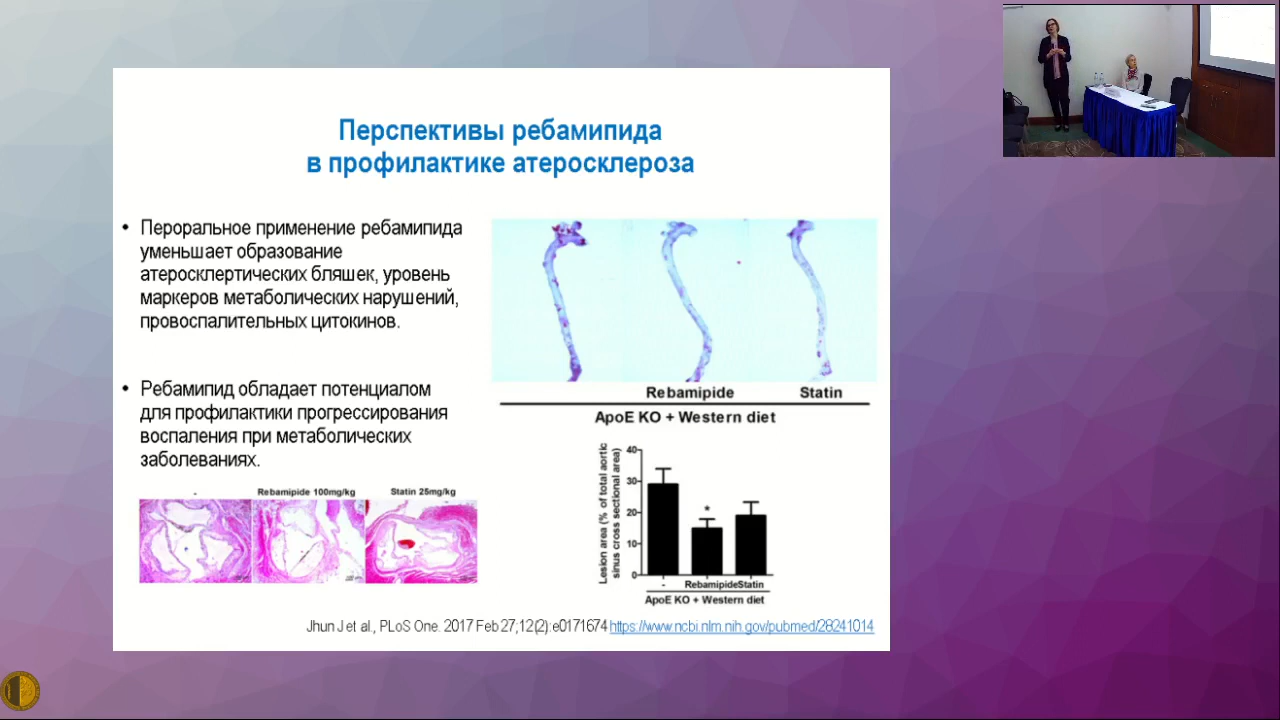 Перспективы ребамипида
в профилактике атеросклероза
• Пероральное применение ребамипида
уменьшает образование
атеросклертических бляшек, уровень
маркеров метаболических нарушений,
провоспалительных цитокинов.
• Ребамипид обладает потенциалом
для профилактики прогрессирования
воспаления при метаболических
заболеваниях.
- Rebamipide 100mg/kg Statin 25mg/kg
Rebamipide Statin
ApoE KO + Western diet
Lesion area (% of total aortic
sinus cross sectional area)
40
30
20
10
0
*
- Rebamipide Statin
ApoE KO + Western diet
Jhun J et al., PLoS One. 2017 Feb 27;12(2):e0171674 https://www.ncbi.nlm.nih.gov/pubmed/28241014